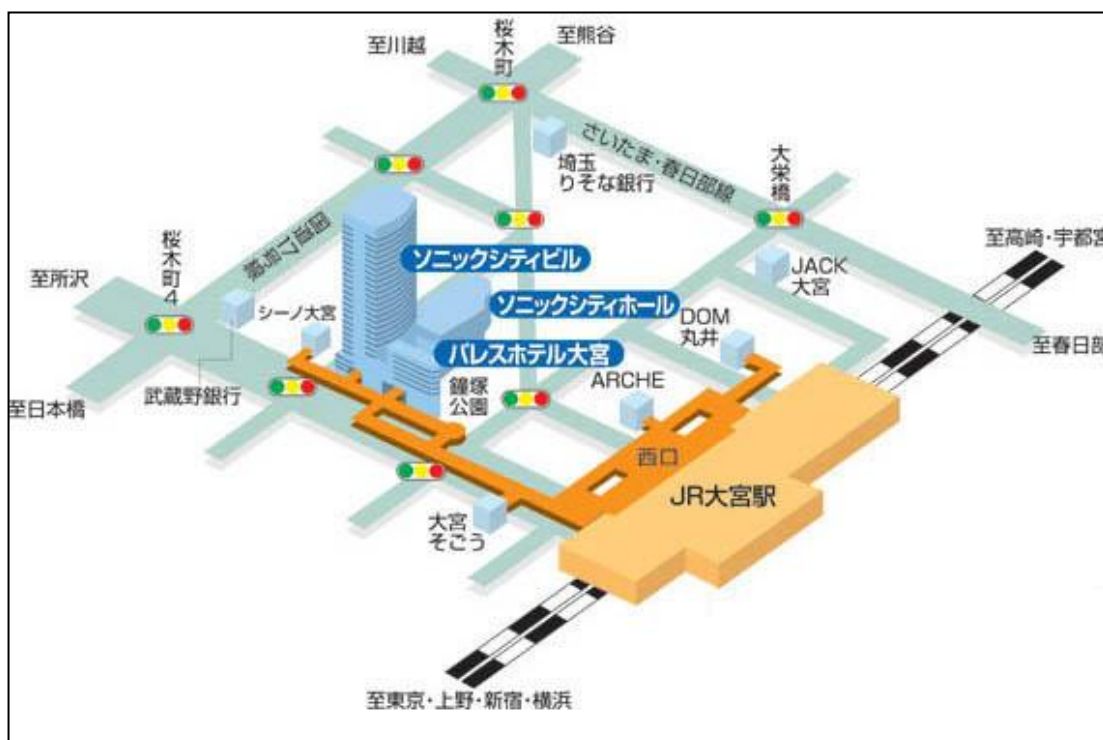 至川越
桜木町
至熊谷
さいたま・春日部線
大栄橋
埼玉
りそな銀行
国道17号線
桜木町4
至所沢
ソニックシティビル
JACK
大宮
至高崎・宇都宮
シーノ大宮
ソニックシティホール
DOM
丸井
至春日部
パレスホテル大宮
ARCHE
武蔵野銀行
鐘塚
公園
至日本橋
西口
JR大宮駅
大宮
そごう
至東京・上野・新宿・横浜